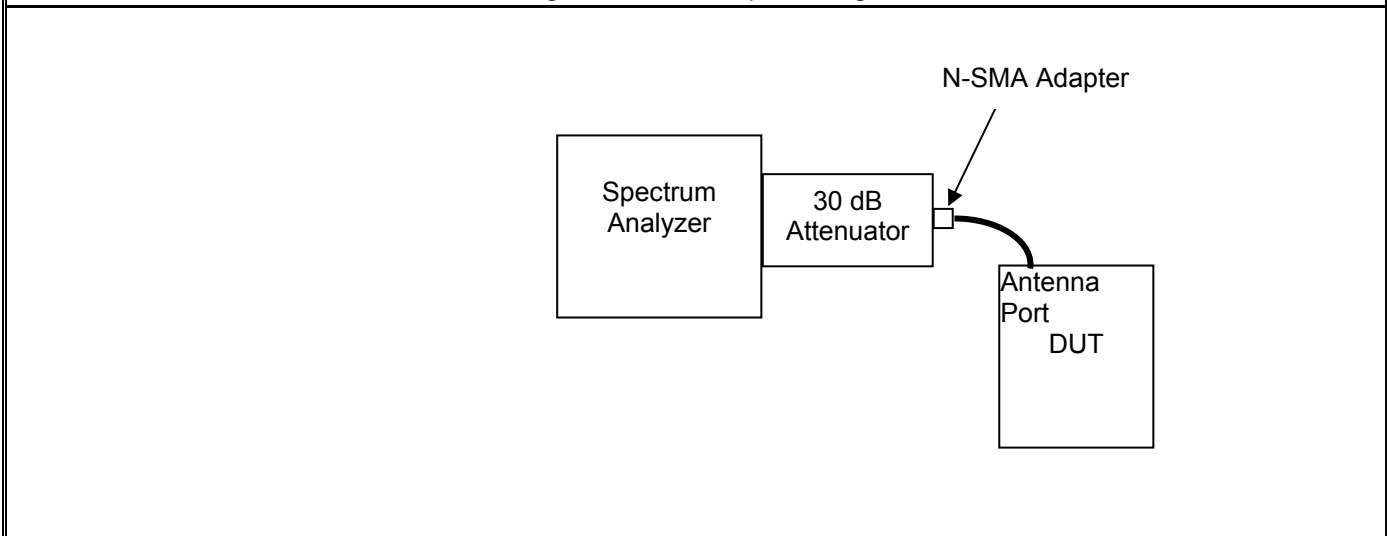 N-SMA Adapter
Spectrum
Analyzer
30 dB
Attenuator
Antenna
Port
DUT